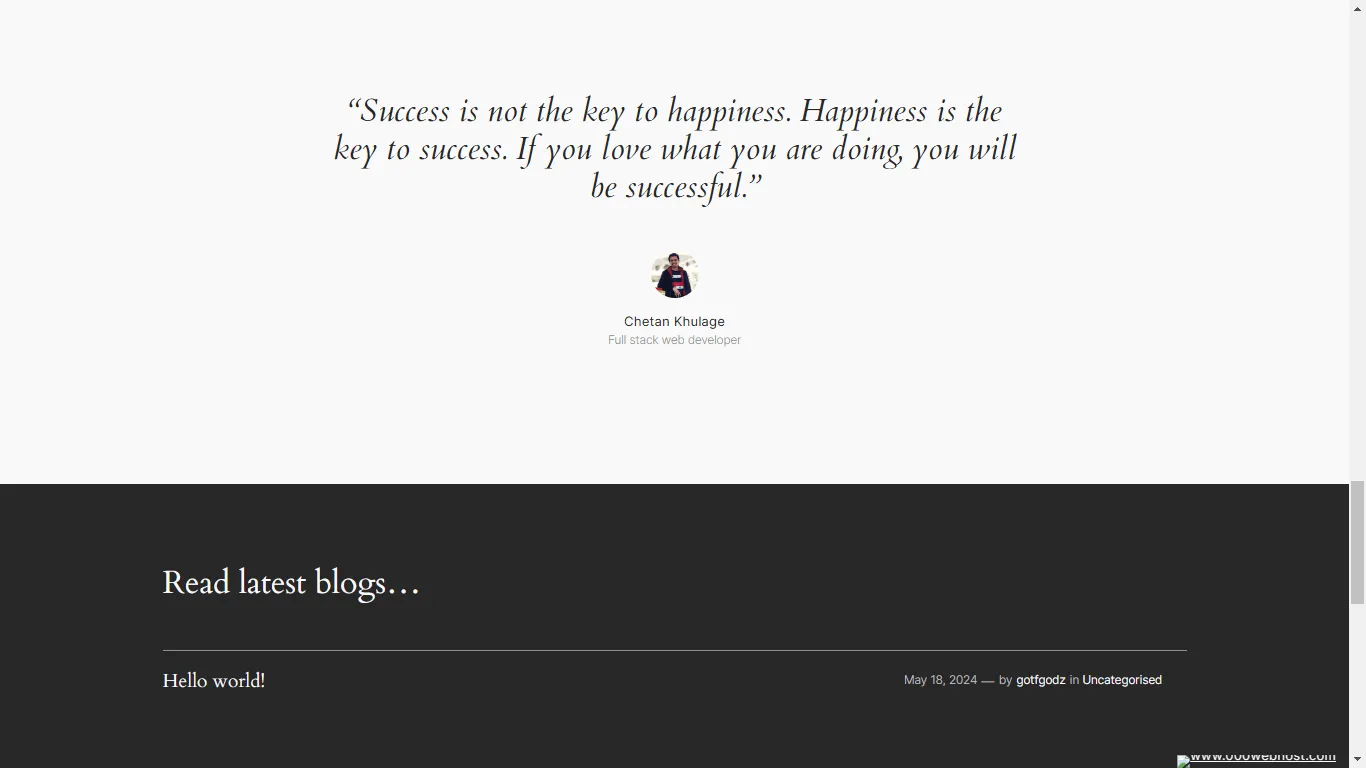 “Success is not the key to happiness. Happiness is the
key to success. If you love what you are doing, you will
be successful.”
Chetan Khulage
Full stack web developer
Read latest blogs…
Hello world!
May 18, 2024 — by gotfgodz in Uncategorised
www.000webhost.com